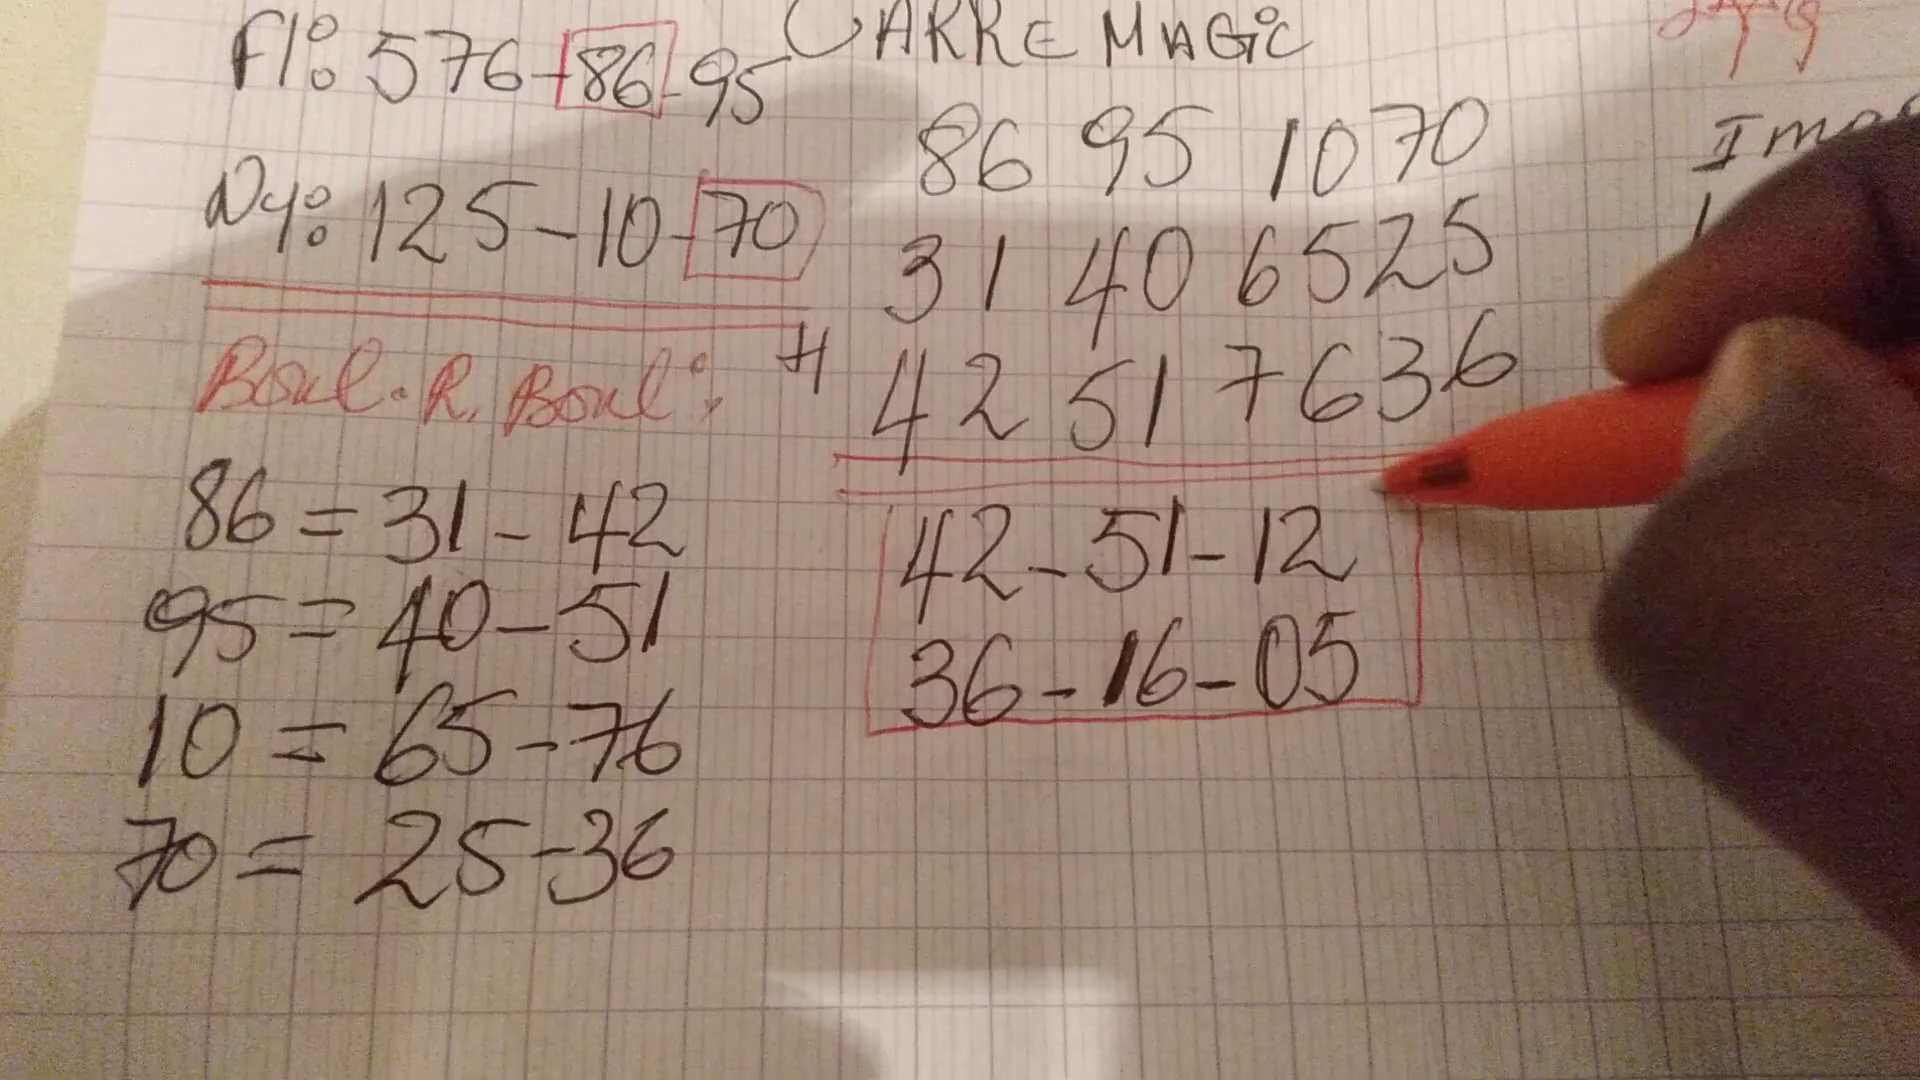 Fl: 576-86-95
Ny: 125-10-70
Boul. R. Boul:
86 = 31 - 42
95 = 40 - 51
10 = 65 - 76
70 = 25 - 36
CARRE MAGiC
86 95 10 70
31 40 65 25
H 42 51 76 36
42 - 51 - 12
36 - 16 - 05